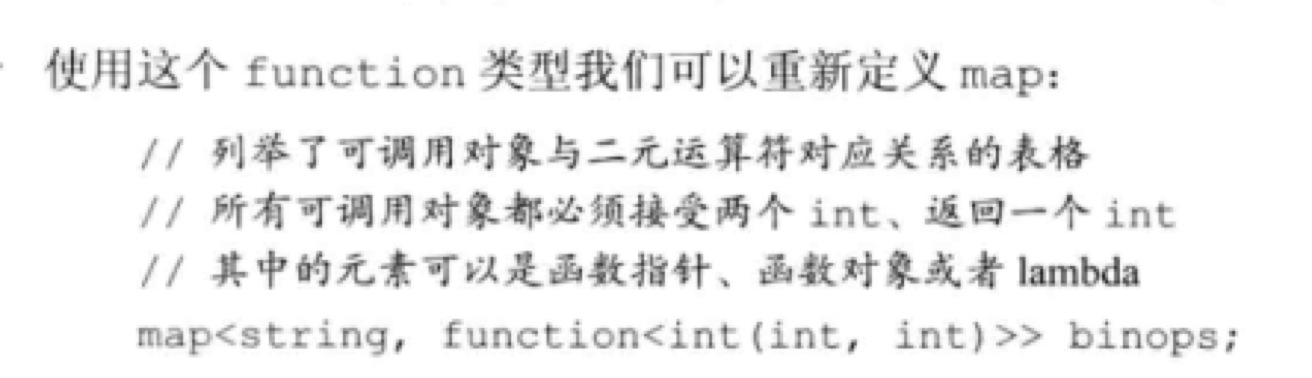 使用这个 function 类型我们可以重新定义 map:
// 列举了可调用对象与二元运算符对应关系的表格
// 所有可调用对象都必须接受两个 int、返回一个 int
// 其中的元素可以是函数指针、函数对象或者 lambda
map<string, function<int(int, int)>> binops;